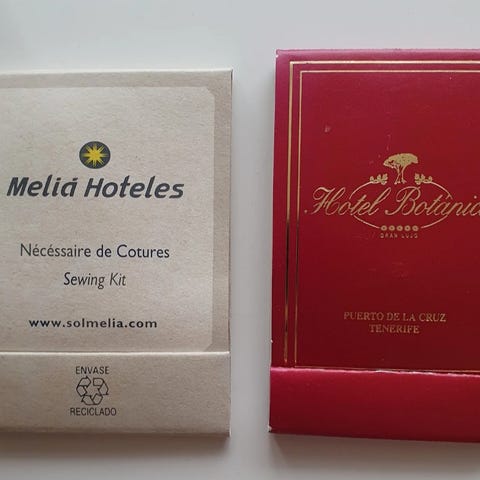 Meliá Hoteles
Nécéssaire de Cotures
Sewing Kit
www.solmelia.com
ENVASE
RECICLADO
Hotel Botánic
GRAN LUJO
PUERTO DE LA CRUZ
TENERIFE